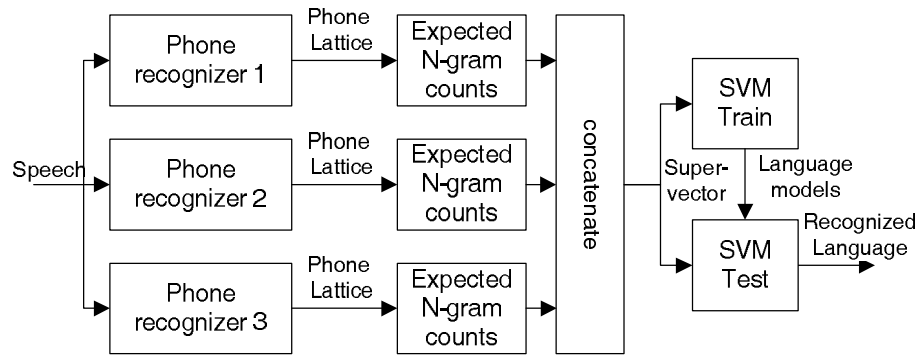 Speech
Phone
recognizer 1
Phone
Lattice
Expected
N-gram
counts
Phone
recognizer 2
Phone
Lattice
Expected
N-gram
counts
Phone
recognizer 3
Phone
Lattice
Expected
N-gram
counts
concatenate
Super-
vector
SVM
Train
Language
models
SVM
Test
Recognized
Language